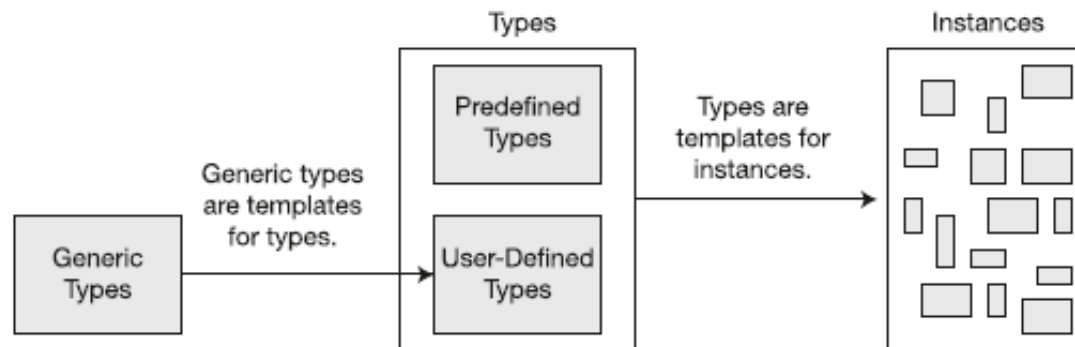 Types
Instances
Predefined
Types
Types are
templates for
instances.
Generic types
are templates
for types.
Generic
Types
User-Defined
Types